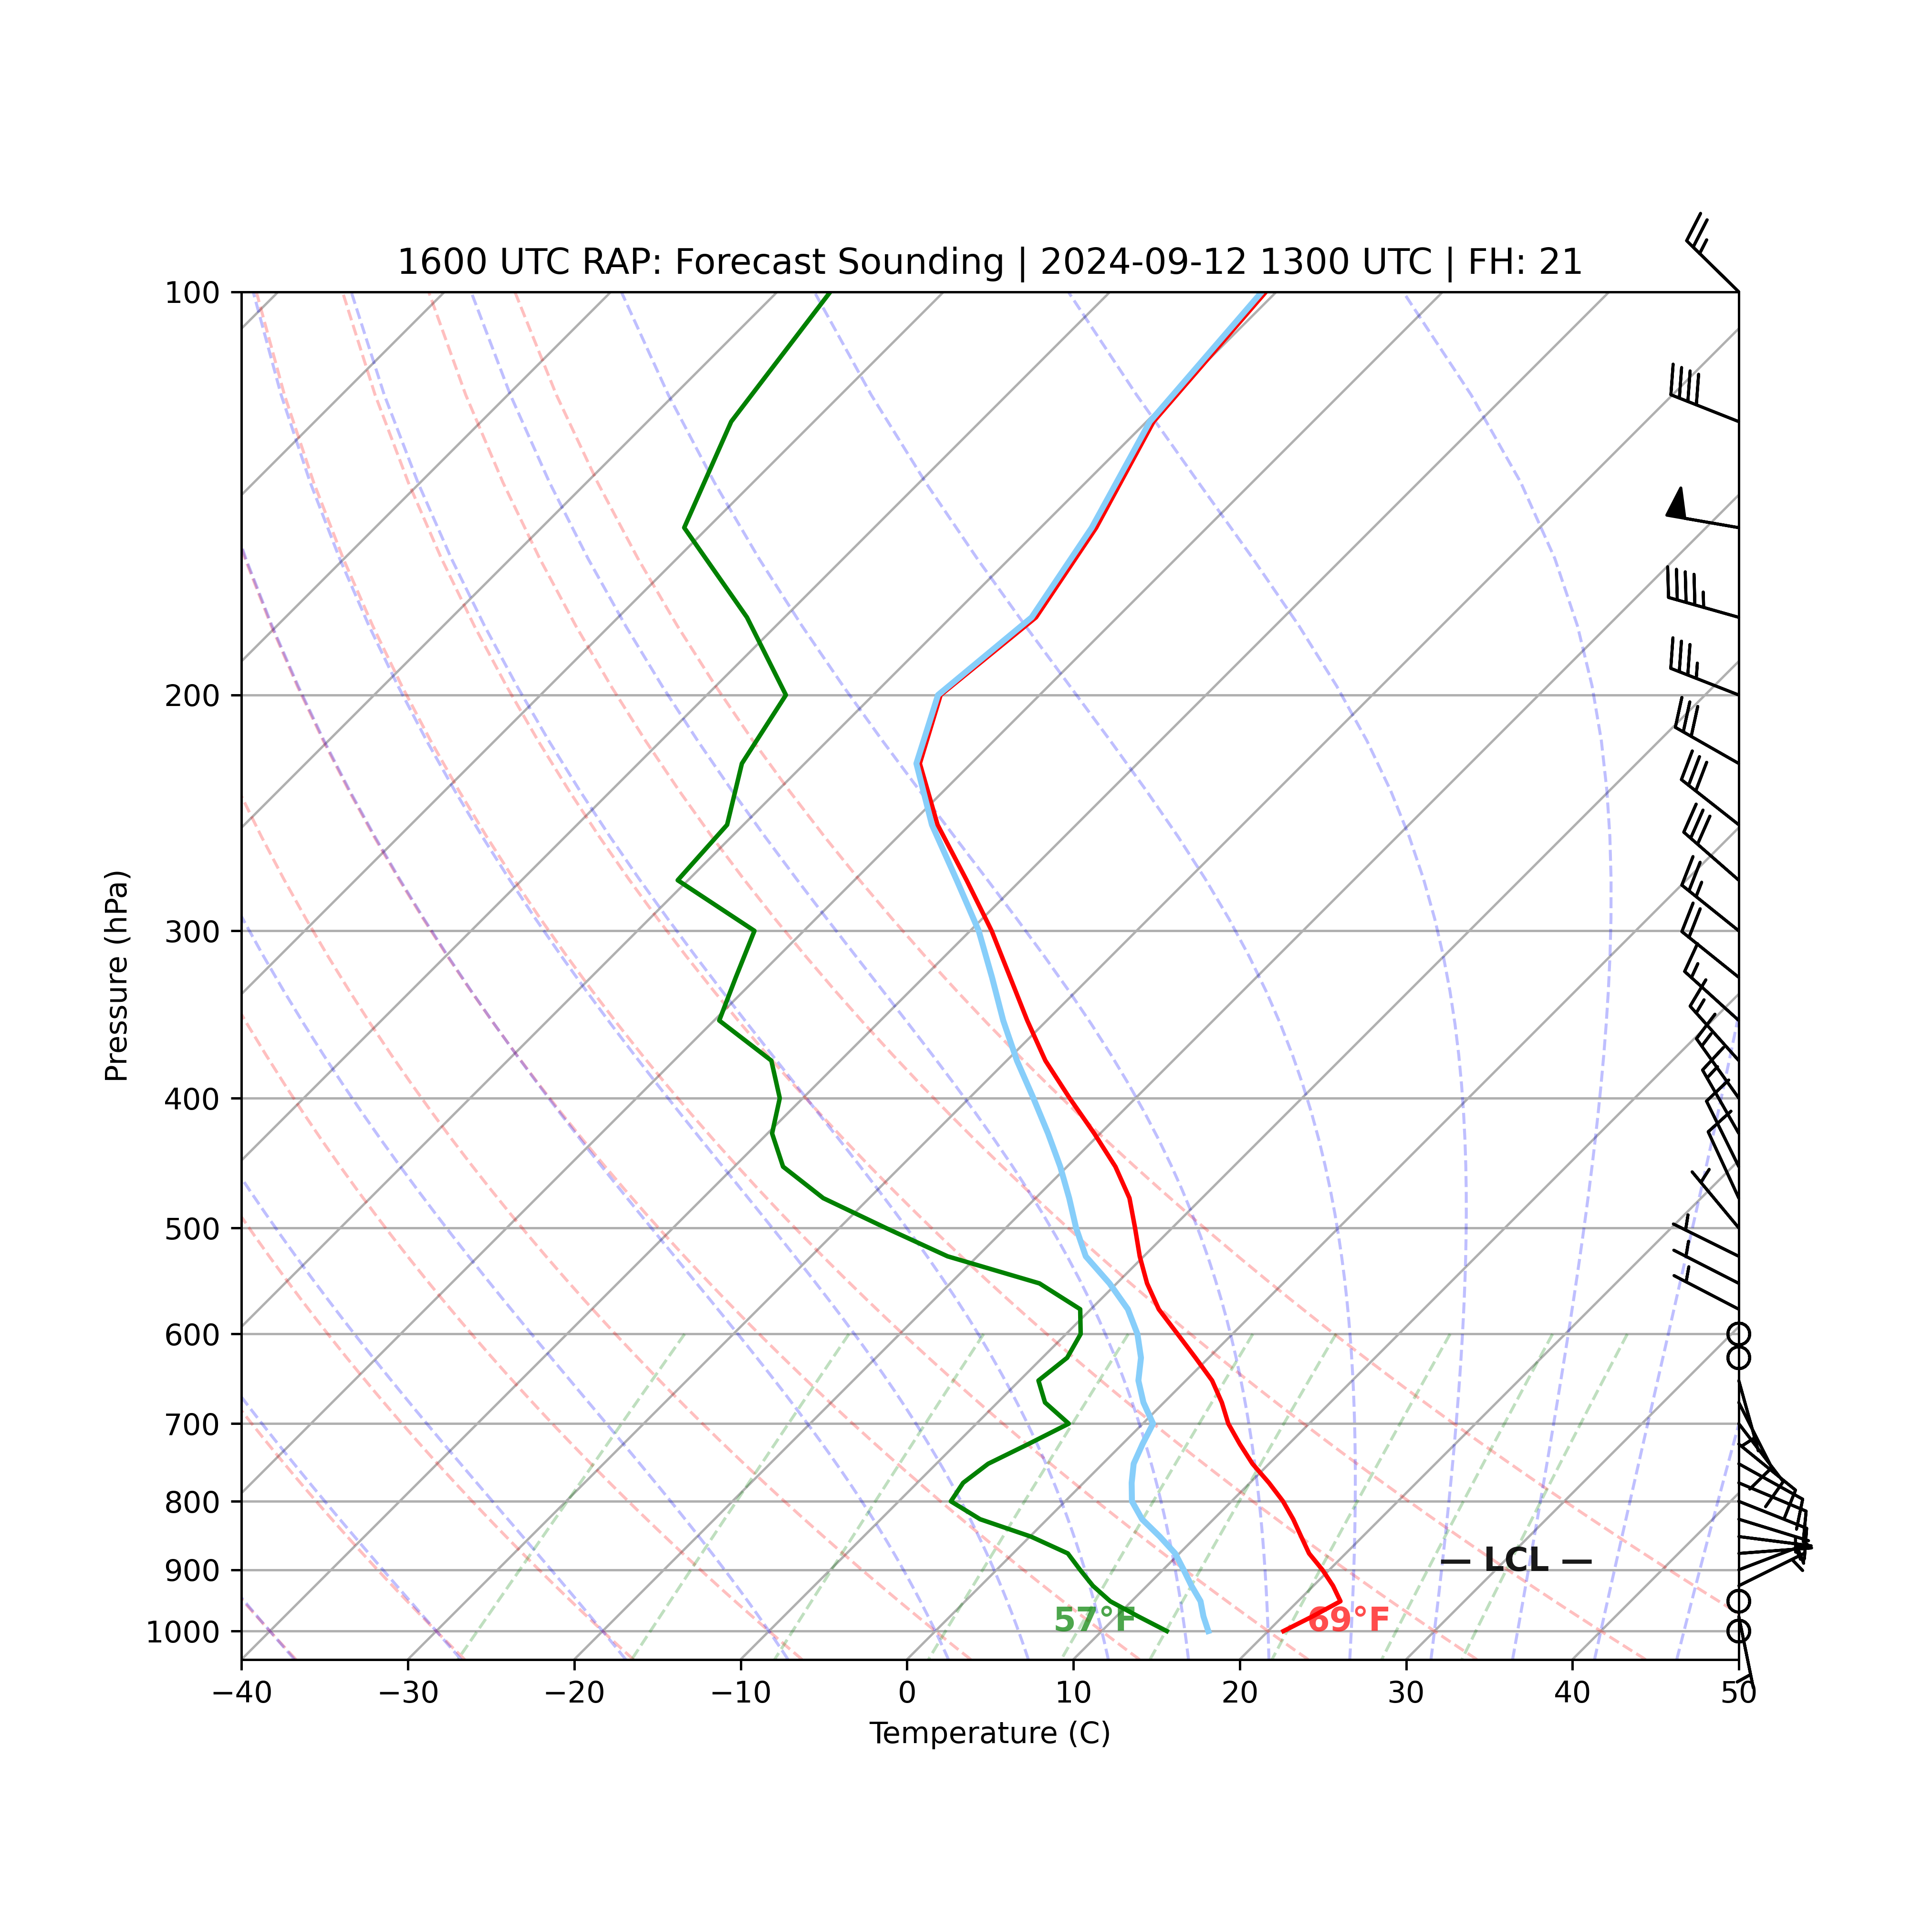 1600 UTC RAP: Forecast Sounding | 2024-09-12 1300 UTC | FH: 21
100
200
300
400
500
600
700
800
900
1000
Pressure (hPa)
— LCL —
57°F
69°F
−40 −30 −20 −10 0 10 20 30 40 50
Temperature (C)